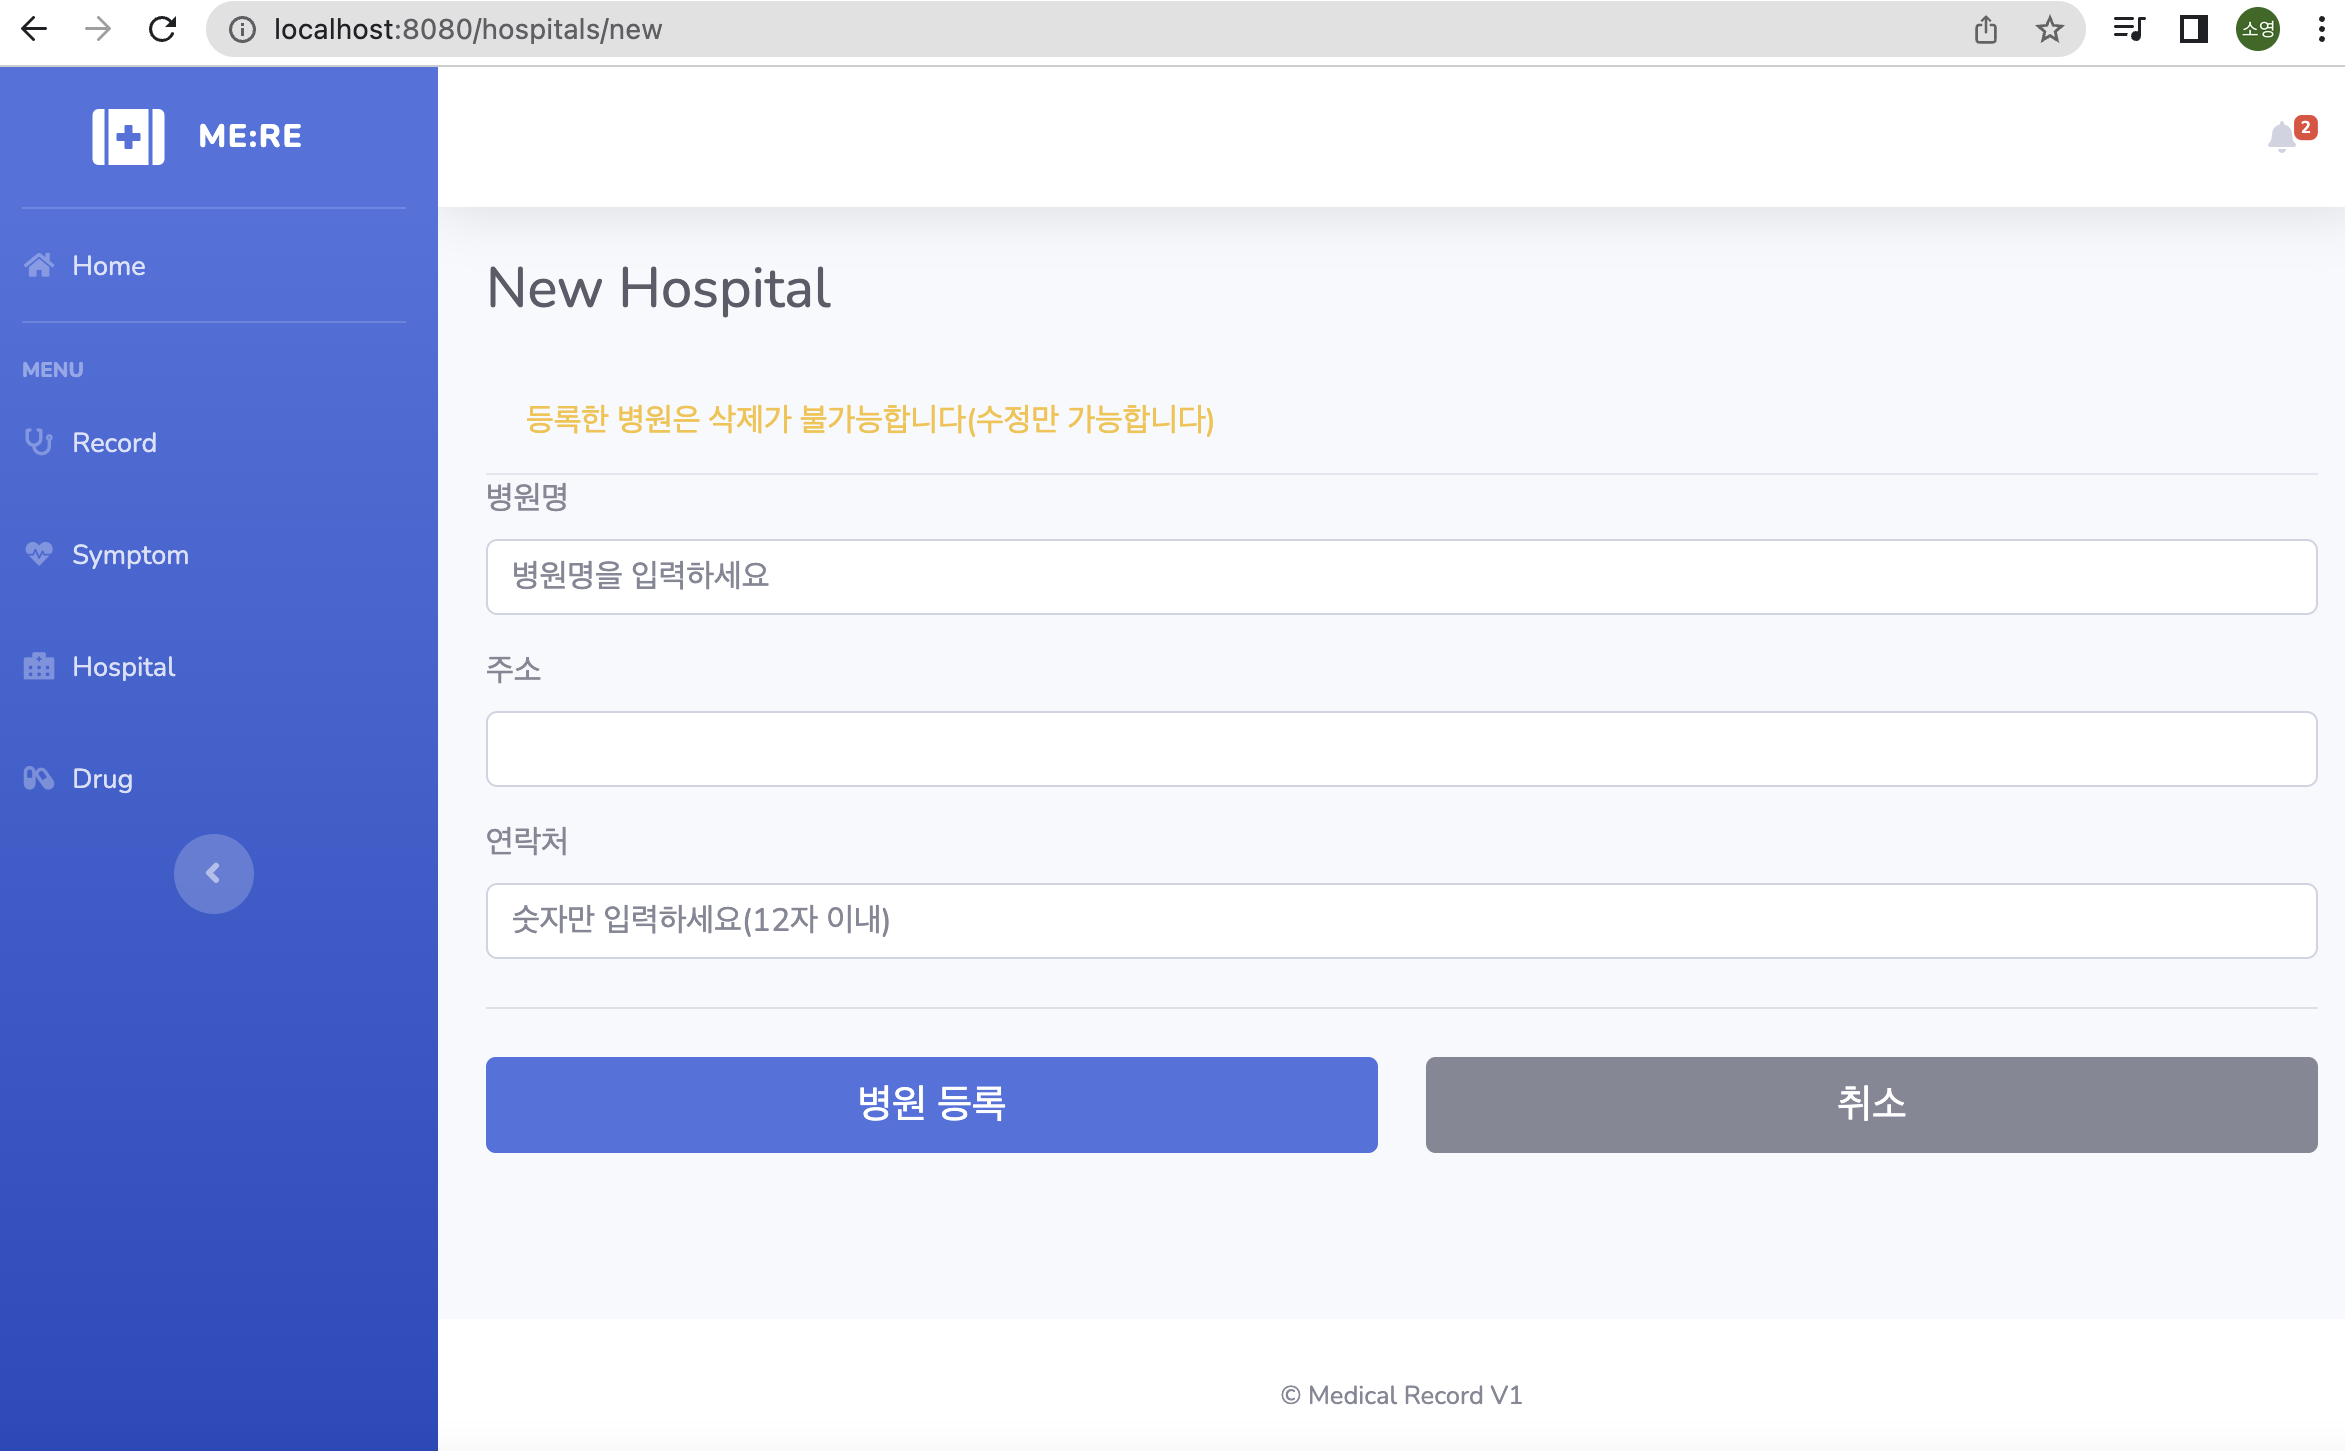 localhost:8080/hospitals/new
소영
ME:RE
2
Home
MENU
Record
Symptom
Hospital
Drug
New Hospital
등록한 병원은 삭제가 불가능합니다(수정만 가능합니다)
병원명
병원명을 입력하세요
주소
연락처
숫자만 입력하세요(12자 이내)
병원 등록
취소
© Medical Record V1